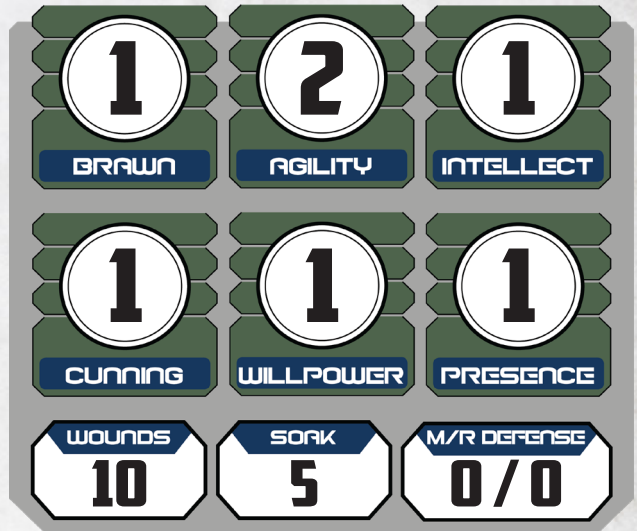 1 2 1
BRAWN AGILITY INTELLECT
1 1 1
CUNNING WILLPOWER PRESENCE
WOUNDS SOAK M/R DEFENSE
10 5 0 / 0